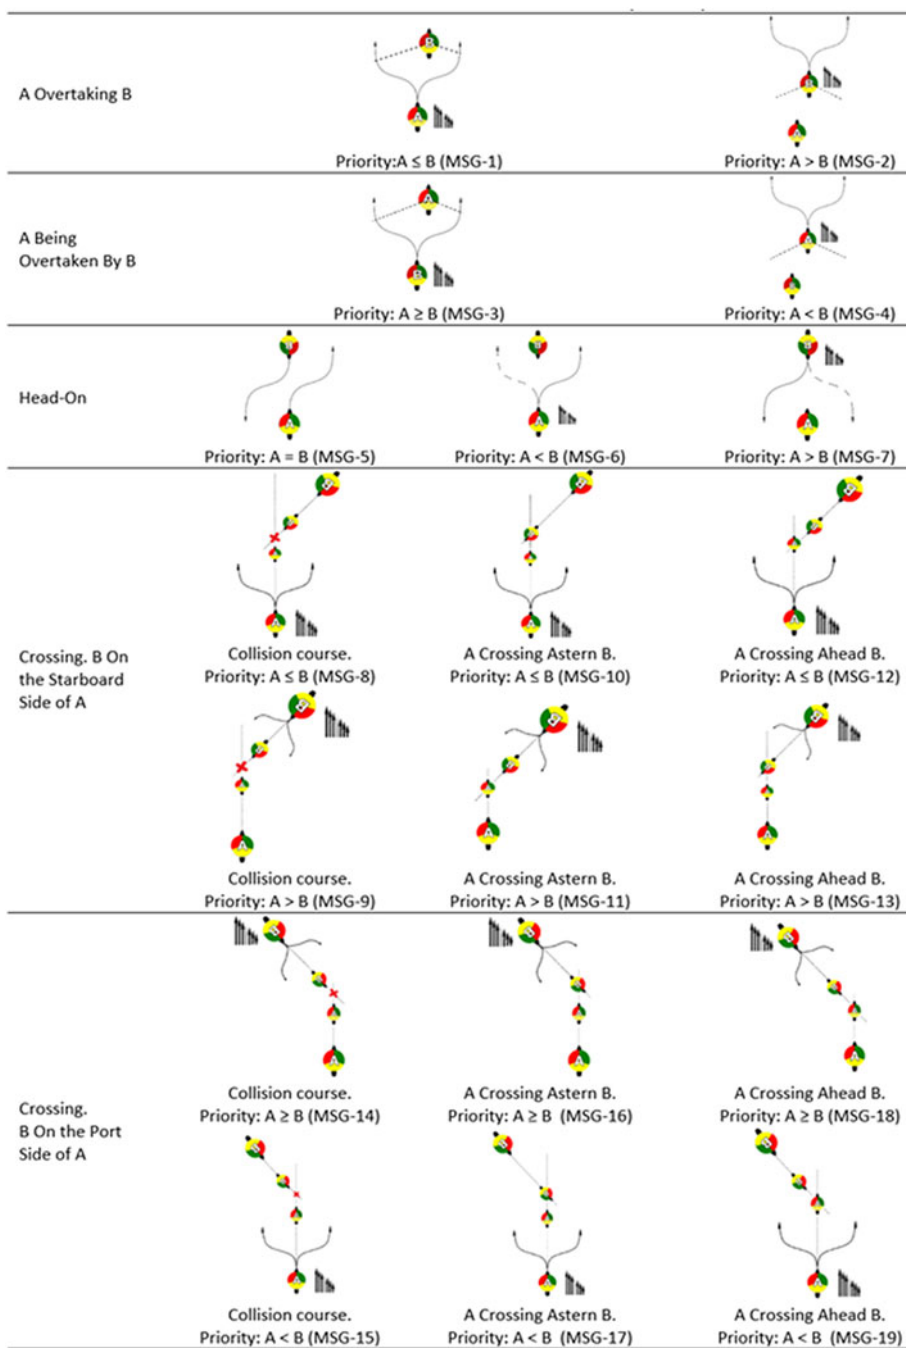 A Overtaking B
Priority:A ≤ B (MSG-1)
Priority: A > B (MSG-2)
A Being
Overtaken By B
Priority: A ≥ B (MSG-3)
Priority: A < B (MSG-4)
Head-On
Priority: A = B (MSG-5)
Priority: A < B (MSG-6)
Priority: A > B (MSG-7)
Crossing. B On
the Starboard
Side of A
Collision course.
Priority: A ≤ B (MSG-8)
A Crossing Astern B.
Priority: A ≤ B (MSG-10)
A Crossing Ahead B.
Priority: A ≤ B (MSG-12)
Collision course.
Priority: A > B (MSG-9)
A Crossing Astern B.
Priority: A > B (MSG-11)
A Crossing Ahead B.
Priority: A > B (MSG-13)
Crossing.
B On the Port
Side of A
Collision course.
Priority: A ≥ B (MSG-14)
A Crossing Astern B.
Priority: A ≥ B (MSG-16)
A Crossing Ahead B.
Priority: A ≥ B (MSG-18)
Collision course.
Priority: A < B (MSG-15)
A Crossing Astern B.
Priority: A < B (MSG-17)
A Crossing Ahead B.
Priority: A < B (MSG-19)